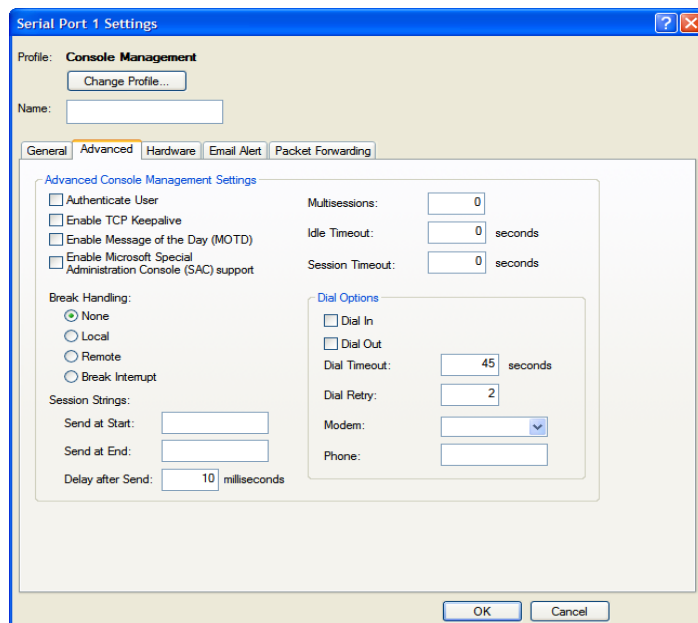 Serial Port 1 Settings
Profile: Console Management
Change Profile...
Name:
General Advanced Hardware Email Alert Packet Forwarding
Advanced Console Management Settings
Authenticate User
Enable TCP Keepalive
Enable Message of the Day (MOTD)
Enable Microsoft Special
Administration Console (SAC) support
Multisessions: 0
Idle Timeout: 0 seconds
Session Timeout: 0 seconds
Break Handling:
None
Local
Remote
Break Interrupt
Session Strings:
Send at Start:
Send at End:
Delay after Send: 10 milliseconds
Dial Options
Dial In
Dial Out
Dial Timeout: 45 seconds
Dial Retry: 2
Modem:
Phone:
OK Cancel